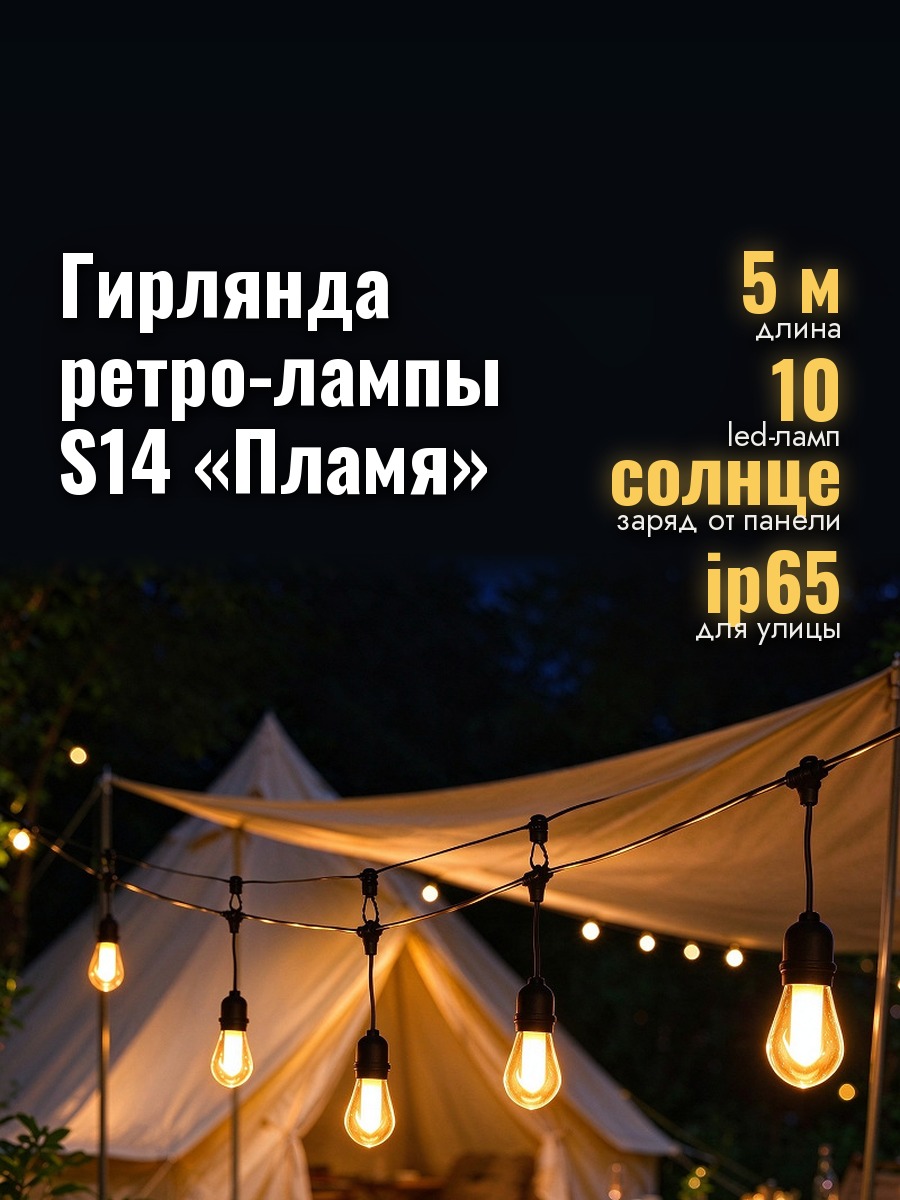 Гирлянда
ретро-лампы
S14 «Пламя»
5 м
длина
10
led-ламп
солнце
заряд от панели
ip65
для улицы